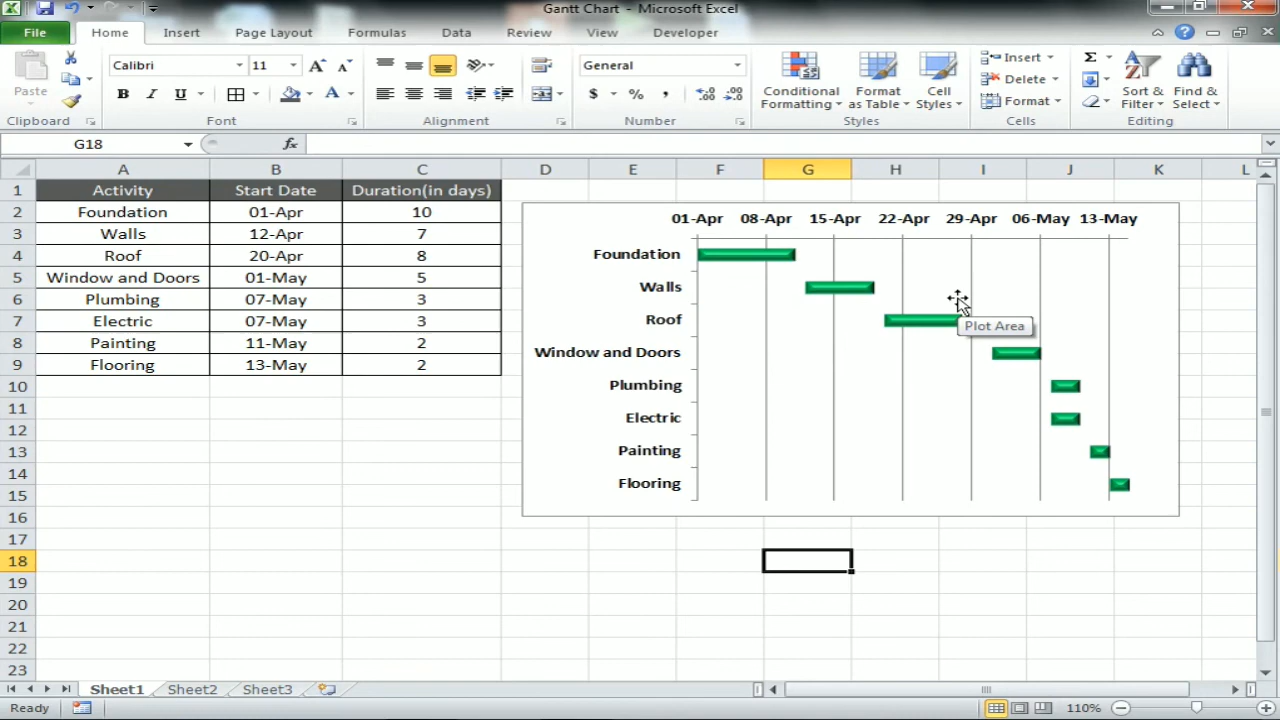 Gantt Chart - Microsoft Excel
File Home Insert Page Layout Formulas Data Review View Developer
Paste
Clipboard
Calibri 11
B I U A
Font
Alignment
General
$ % ,
Number
Conditional Formatting
Format as Table
Cell Styles
Styles
Insert
Delete
Format
Cells
Σ
Sort & Filter
Find & Select
Editing
G18 fx
A B C D E F G H I J K L
1 Activity Start Date Duration(in days)
2 Foundation 01-Apr 10
3 Walls 12-Apr 7
4 Roof 20-Apr 8
5 Window and Doors 01-May 5
6 Plumbing 07-May 3
7 Electric 07-May 3
8 Painting 11-May 2
9 Flooring 13-May 2
10
11
12
13
14
15
16
17
18
19
20
21
22
23
01-Apr 08-Apr 15-Apr 22-Apr 29-Apr 06-May 13-May
Foundation
Walls
Roof
Plot Area
Window and Doors
Plumbing
Electric
Painting
Flooring
Sheet1 Sheet2 Sheet3
Ready 110%